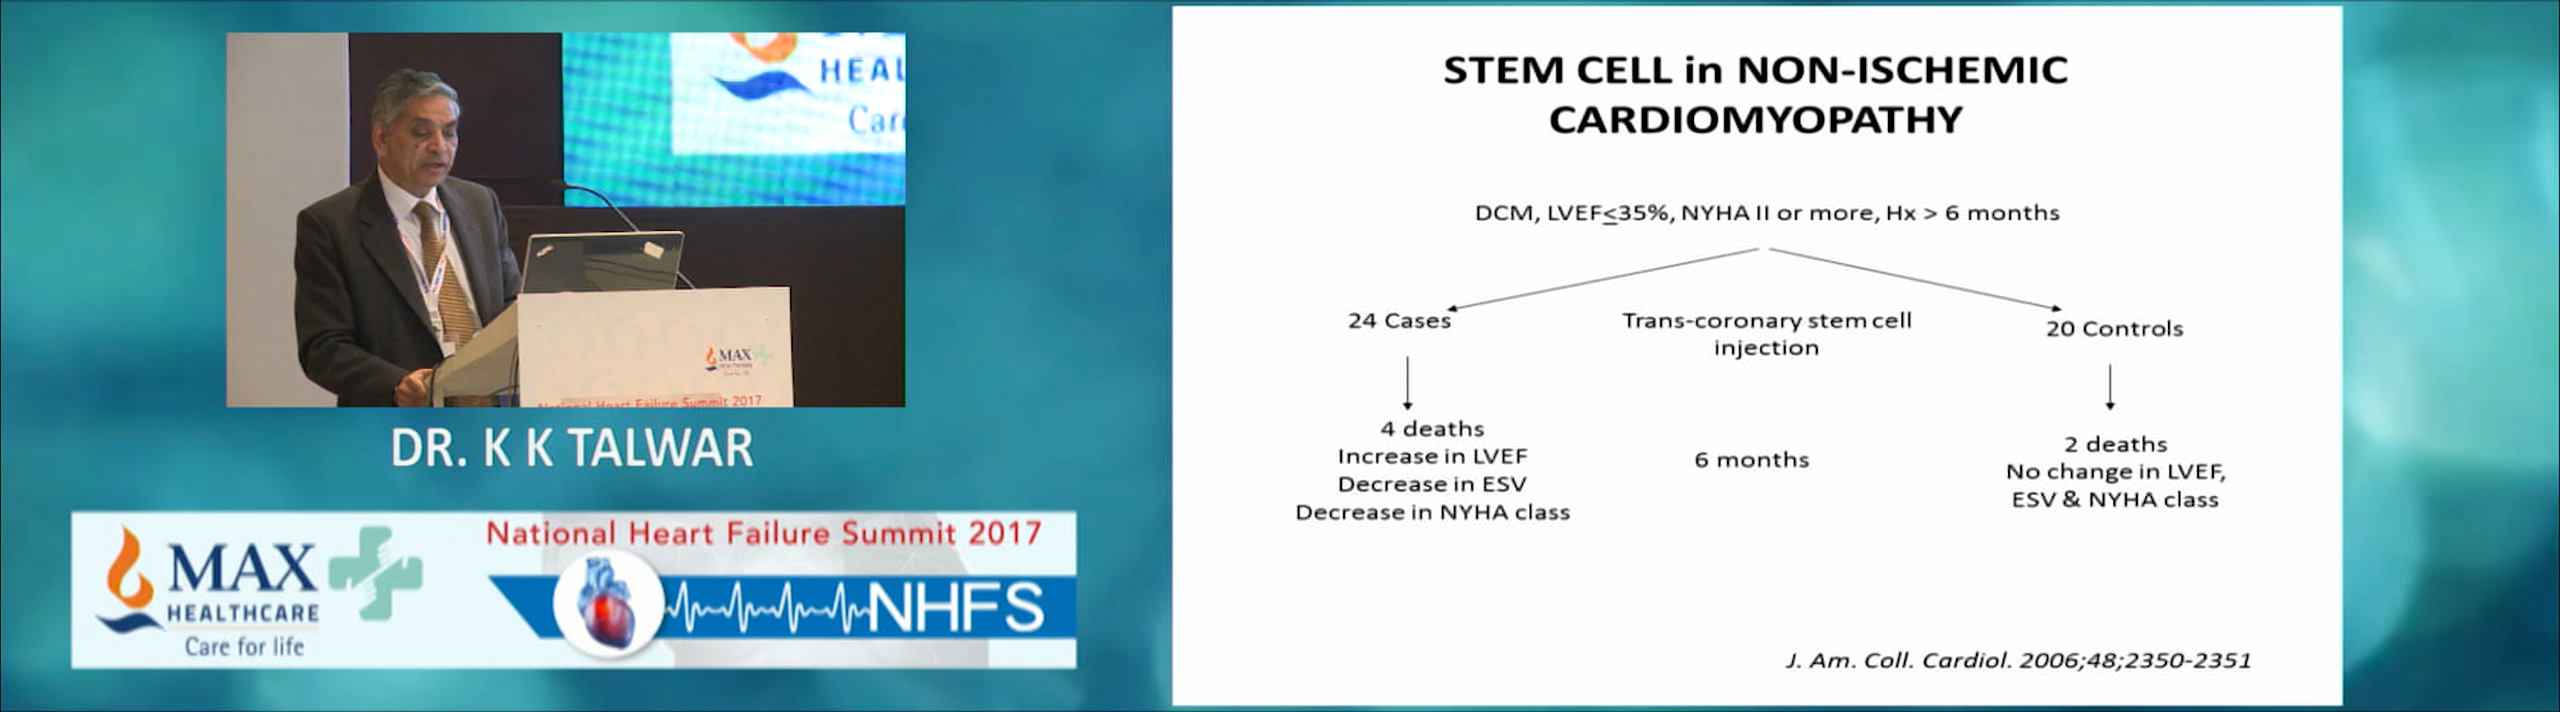 HEAL
Car
MAX
National Heart Failure Summit 2017
DR. K K TALWAR
MAX
HEALTHCARE
Care for life
National Heart Failure Summit 2017
NHFS
STEM CELL in NON-ISCHEMIC
CARDIOMYOPATHY
DCM, LVEF≤35%, NYHA II or more, Hx > 6 months
24 Cases
Trans-coronary stem cell
injection
20 Controls
4 deaths
Increase in LVEF
Decrease in ESV
Decrease in NYHA class
6 months
2 deaths
No change in LVEF,
ESV & NYHA class
J. Am. Coll. Cardiol. 2006;48;2350-2351